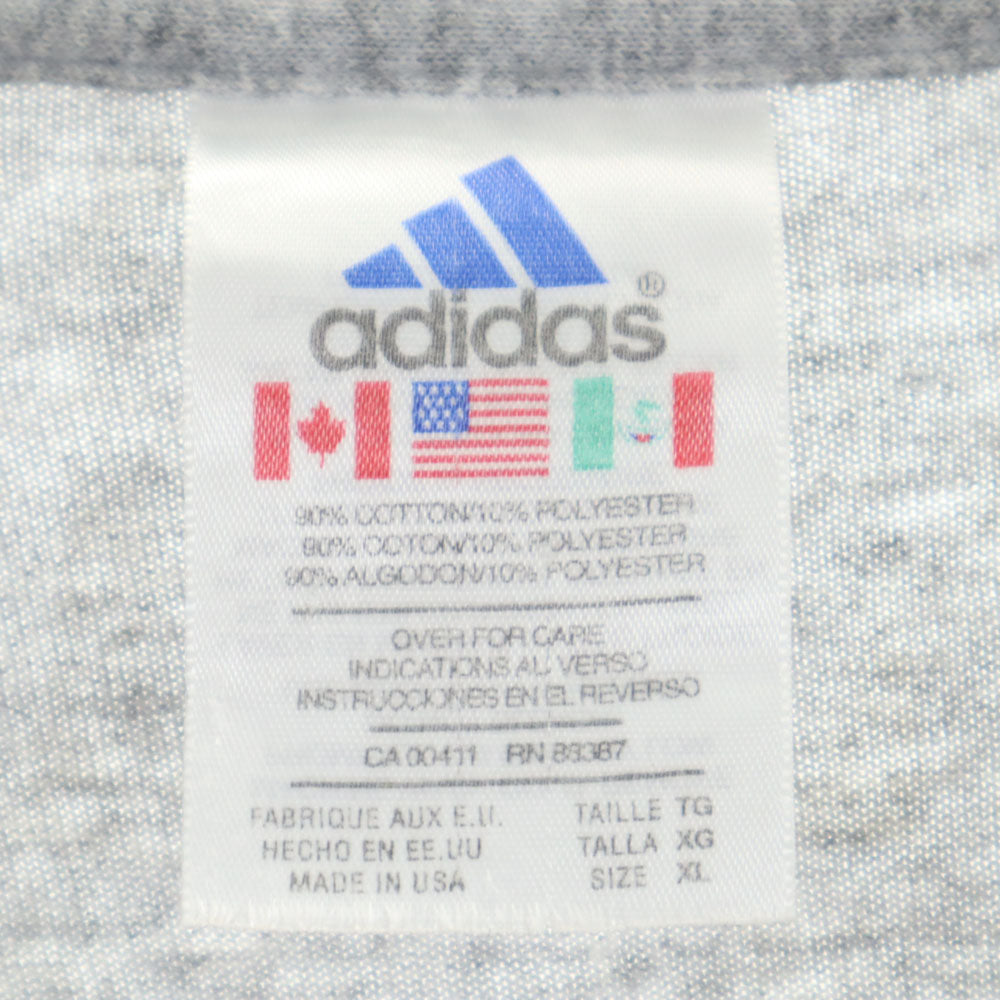 adidas®
90% COTTON/10% POLYESTER
90% COTON/10% POLYESTER
90% ALGODON/10% POLYESTER
OVER FOR CARE
INDICATIONS AU VERSO
INSTRUCCIONES EN EL REVERSO
CA 00411 RN 88387
FABRIQUE AUX E.U. TAILLE TG
HECHO EN EE.UU TALLA XG
MADE IN USA SIZE XL